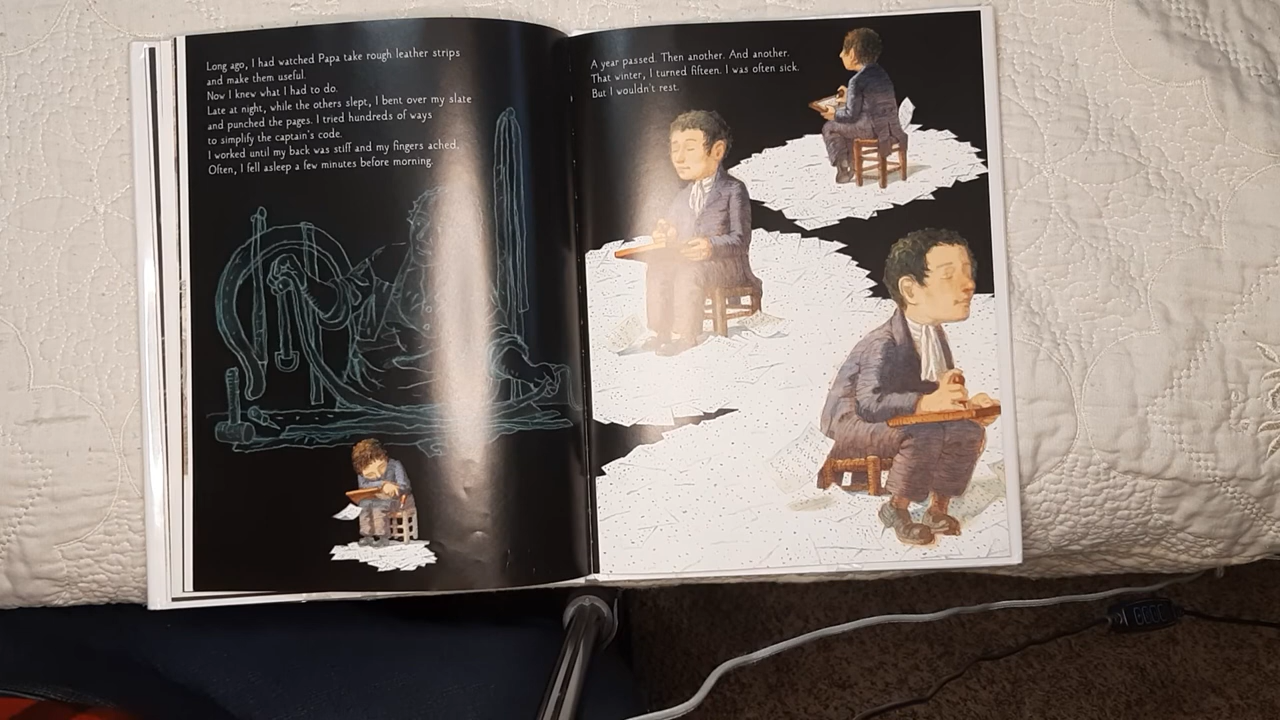 Long ago, I had watched Papa take rough leather strips
and make them useful.
Now I knew what I had to do.
Late at night, while the others slept, I bent over my slate
and punched the pages. I tried hundreds of ways
to simplify the captain's code.
I worked until my back was stiff and my fingers ached.
Often, I fell asleep a few minutes before morning.
A year passed. Then another. And another.
That winter, I turned fifteen. I was often sick.
But I wouldn't rest.